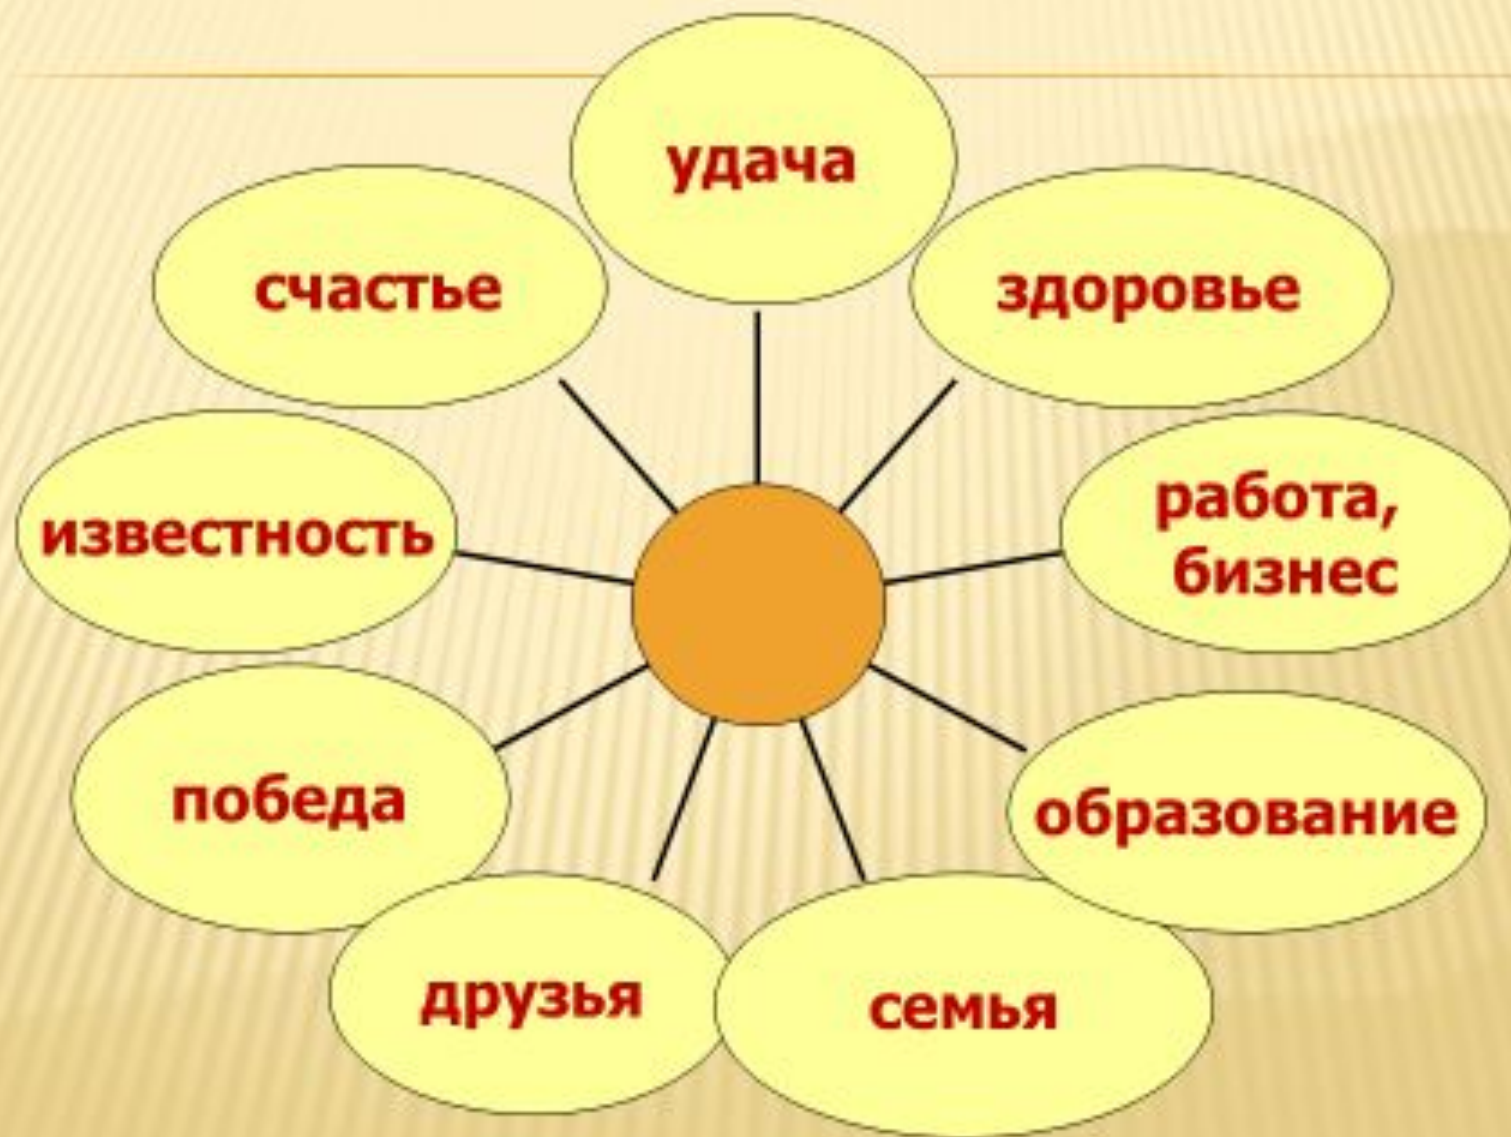 удача
счастье
здоровье
известность
работа,
бизнес
победа
образование
друзья
семья